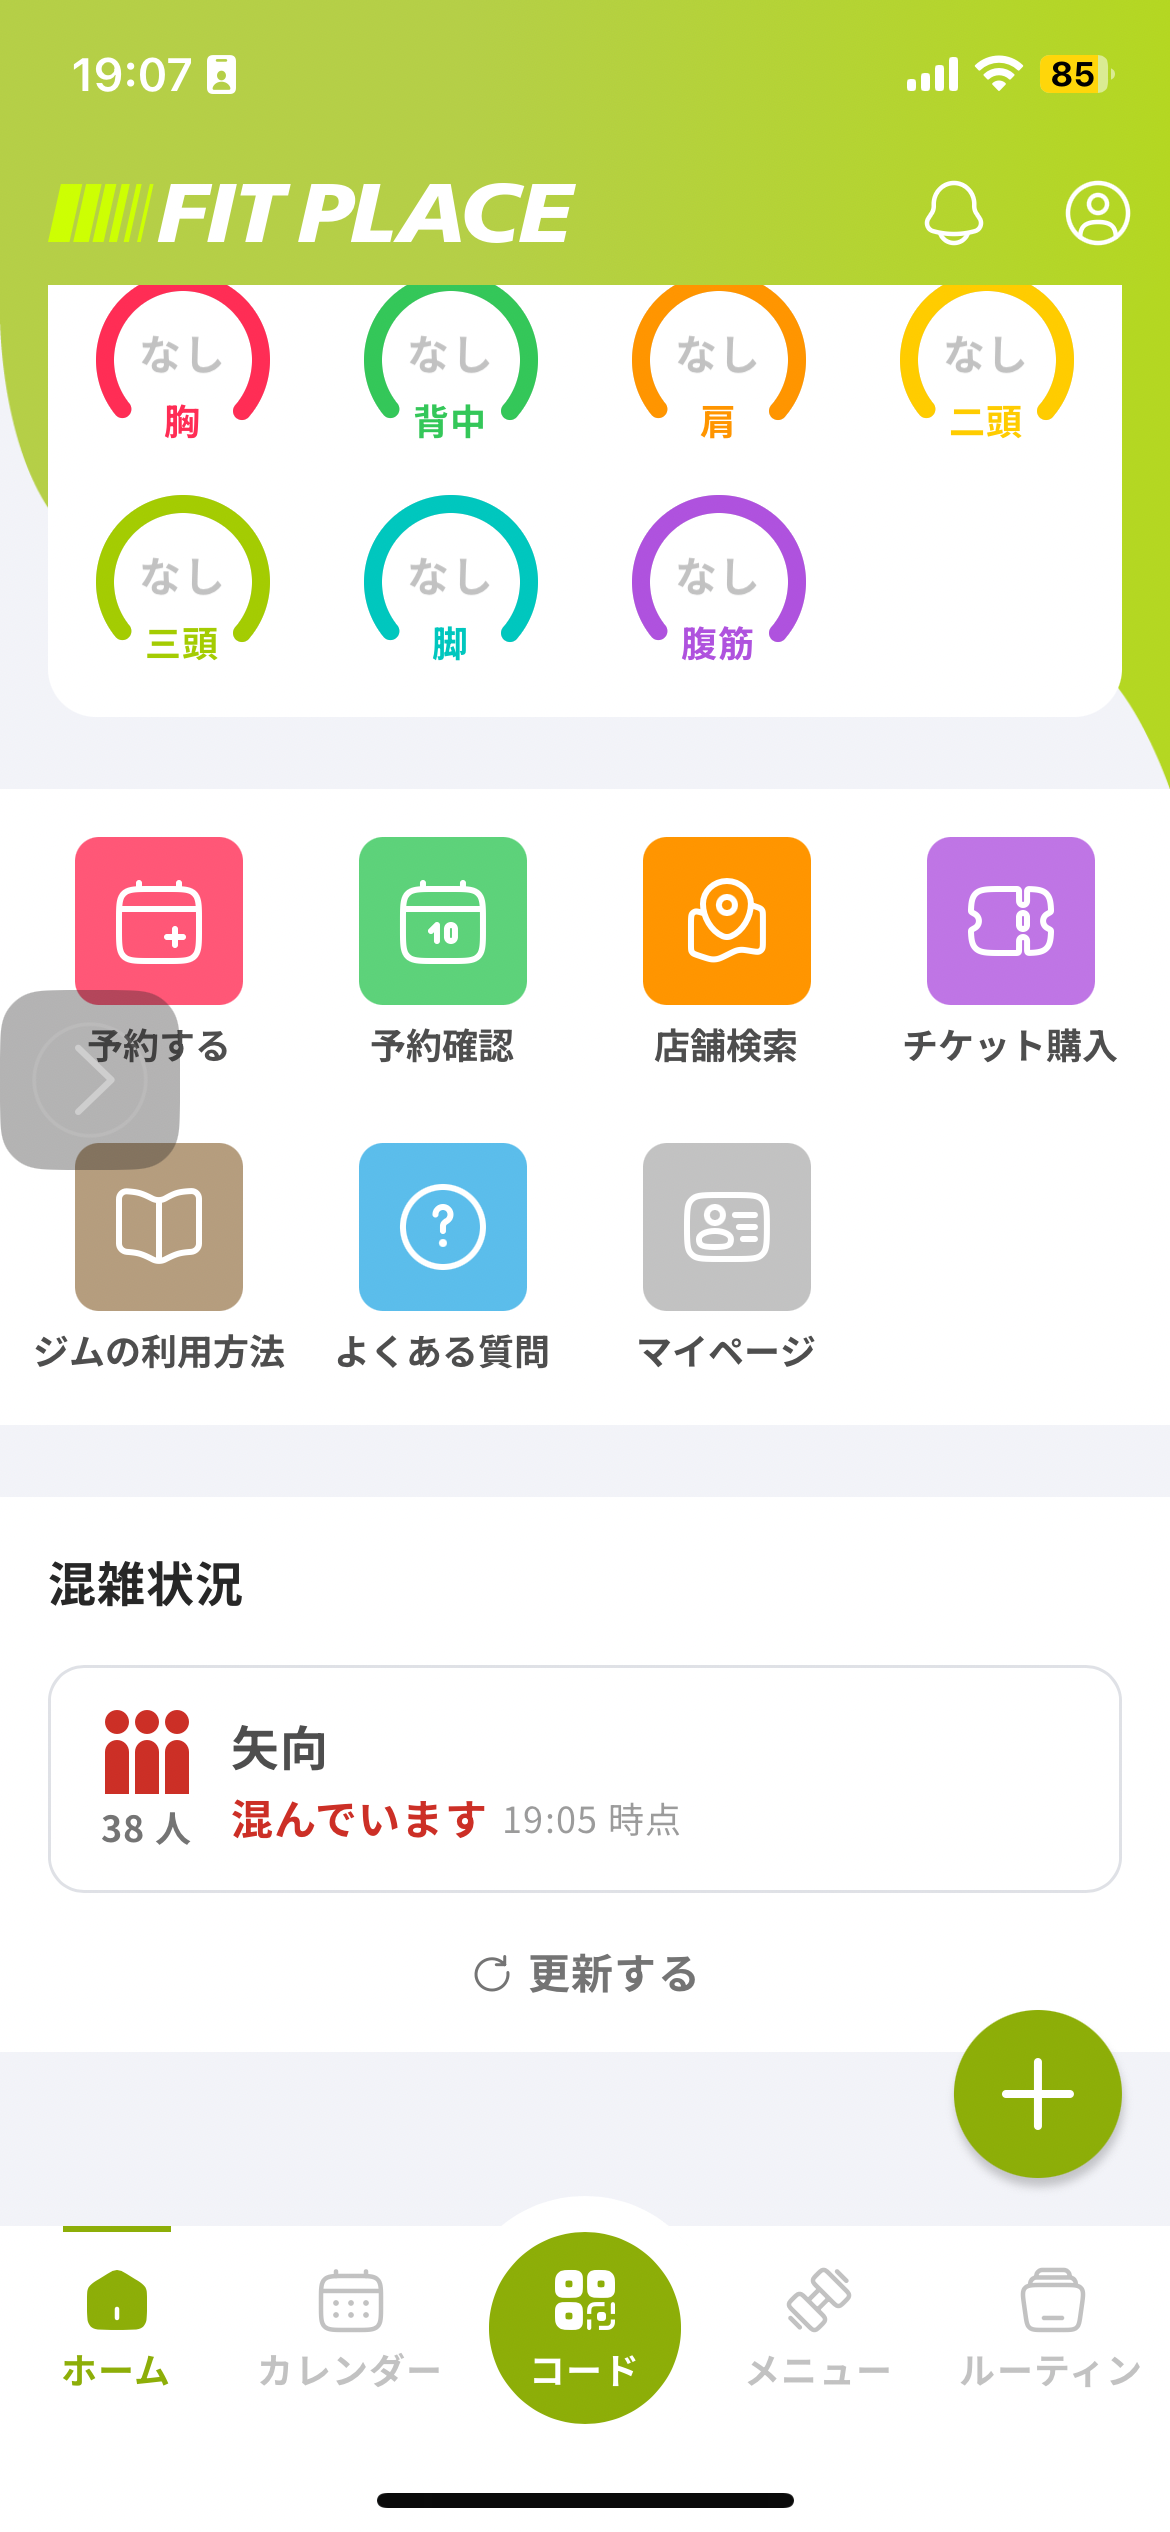 19:07
85
FIT PLACE
なし なし なし なし
胸 背中 肩 二頭
なし なし なし
三頭 脚 腹筋
10
予約する 予約確認 店舗検索 チケット購入
?
ジムの利用方法 よくある質問 マイページ
混雑状況
矢向
38 人 混んでいます 19:05 時点
更新する
ホーム カレンダー コード メニュー ルーティン